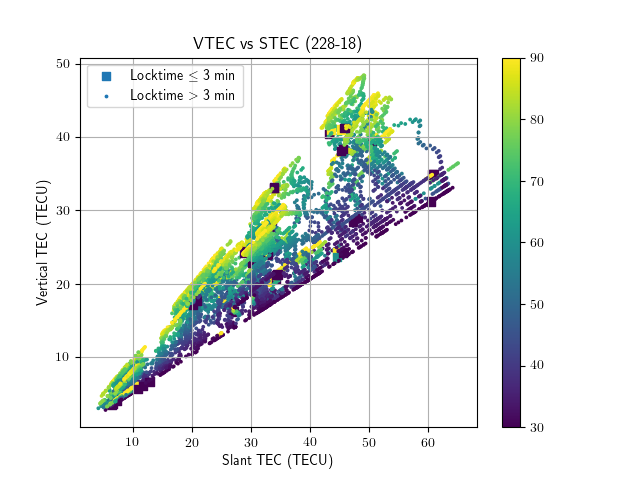 VTEC vs STEC (228-18)
Locktime ≤ 3 min
Locktime > 3 min
50
40
30
20
10
Vertical TEC (TECU)
10 20 30 40 50 60
Slant TEC (TECU)
90
80
70
60
50
40
30